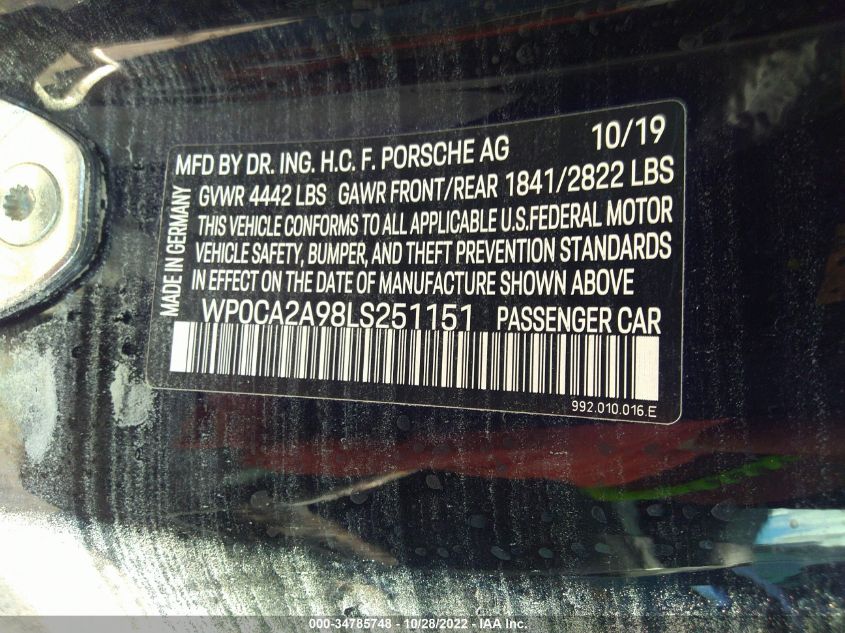 10/19
MFD BY DR. ING. H.C. F. PORSCHE AG
GVWR 4442 LBS GAWR FRONT/REAR 1841/2822 LBS
THIS VEHICLE CONFORMS TO ALL APPLICABLE U.S.FEDERAL MOTOR
VEHICLE SAFETY, BUMPER, AND THEFT PREVENTION STANDARDS
IN EFFECT ON THE DATE OF MANUFACTURE SHOWN ABOVE
MADE IN GERMANY
WP0CA2A98LS251151 PASSENGER CAR
992.010.016.E
000-34785748 - 10/28/2022 - IAA Inc.